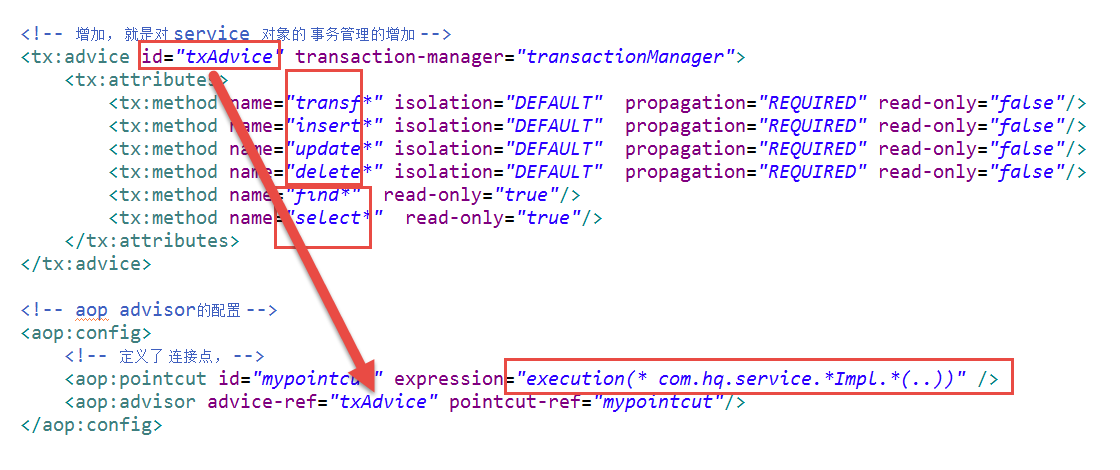 <!-- 增加, 就是对 service 对象的 事务管理的增加 -->
<tx:advice id="txAdvice" transaction-manager="transactionManager">
<tx:attributes>
<tx:method name="transf*" isolation="DEFAULT" propagation="REQUIRED" read-only="false"/>
<tx:method name="insert*" isolation="DEFAULT" propagation="REQUIRED" read-only="false"/>
<tx:method name="update*" isolation="DEFAULT" propagation="REQUIRED" read-only="false"/>
<tx:method name="delete*" isolation="DEFAULT" propagation="REQUIRED" read-only="false"/>
<tx:method name="find*" read-only="true"/>
<tx:method name="select*" read-only="true"/>
</tx:attributes>
</tx:advice>
<!-- aop advisor的配置 -->
<aop:config>
<!-- 定义了 连接点, -->
<aop:pointcut id="mypointcut" expression="execution(* com.hq.service.*Impl.*(..))" />
<aop:advisor advice-ref="txAdvice" pointcut-ref="mypointcut"/>
</aop:config>